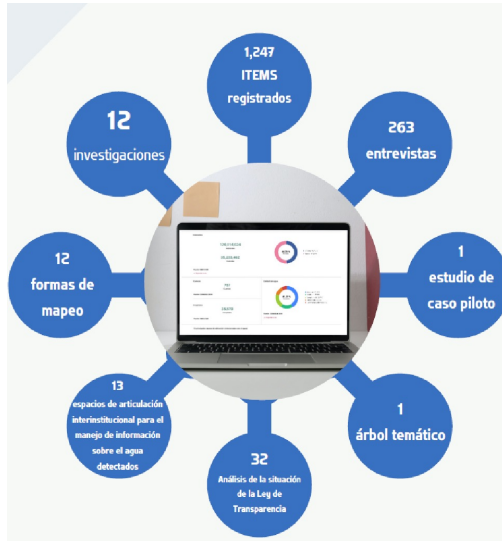 1,247
ITEMS
registrados
12
investigaciones
263
entrevistas
12
formas de
mapeo
1
estudio de
caso piloto
13
espacios de articulación
interinstitucional para el
manejo de información
sobre el agua
detectados
1
árbol temático
32
Análisis de la situación
de la Ley de
Transparencia